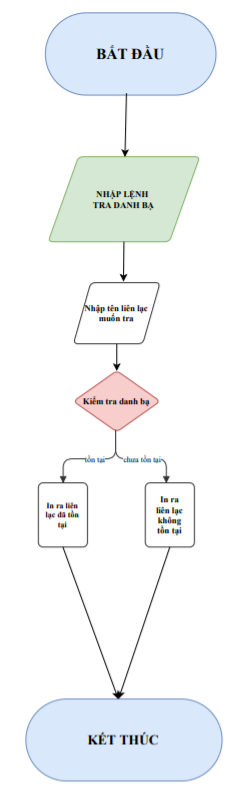 BẮT ĐẦU
NHẬP LỆNH
TRA DANH BẠ
Nhập tên liên lạc
muốn tra
Kiểm tra danh bạ
tồn tại
chưa tồn tại
In ra liên
lạc đã tồn
tại
In ra
liên lạc
không
tồn tại
KẾT THÚC